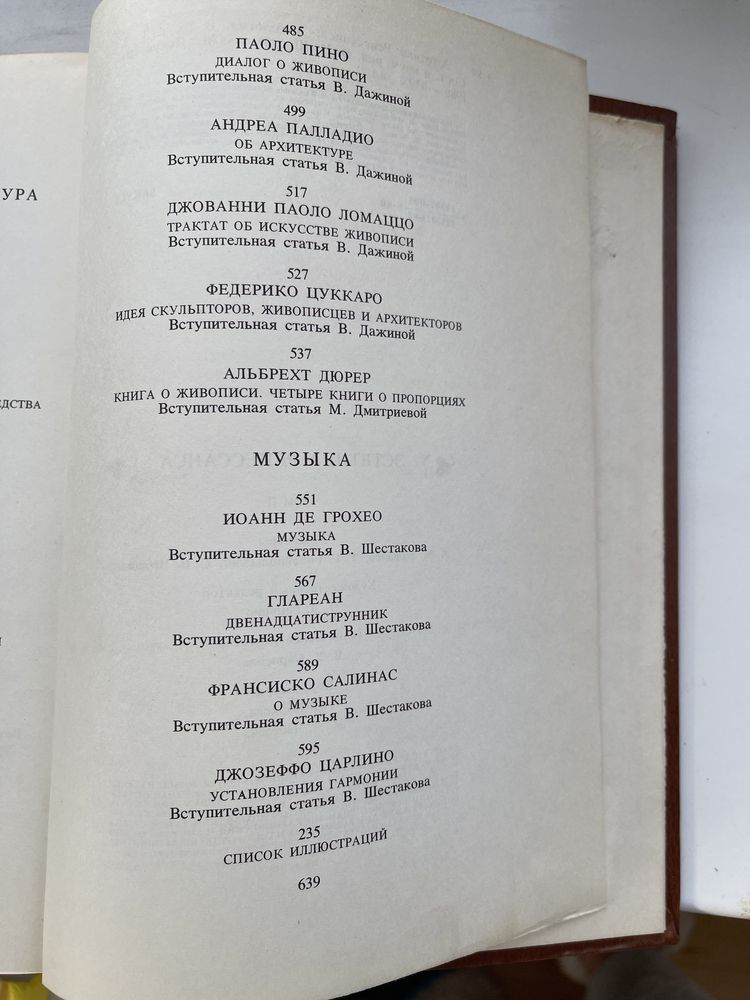 УРА
ЕДСТВА
485
ПАОЛО ПИНО
ДИАЛОГ О ЖИВОПИСИ
Вступительная статья В. Дажиной
499
АНДРЕА ПАЛЛАДИО
ОБ АРХИТЕКТУРЕ
Вступительная статья В. Дажиной
517
ДЖОВАННИ ПАОЛО ЛОМАЦЦО
ТРАКТАТ ОБ ИСКУССТВЕ ЖИВОПИСИ
Вступительная статья В. Дажиной
527
ФЕДЕРИКО ЦУККАРО
ИДЕЯ СКУЛЬПТОРОВ, ЖИВОПИСЦЕВ И АРХИТЕКТОРОВ
Вступительная статья В. Дажиной
537
АЛЬБРЕХТ ДЮРЕР
КНИГА О ЖИВОПИСИ. ЧЕТЫРЕ КНИГИ О ПРОПОРЦИЯХ
Вступительная статья М. Дмитриевой
МУЗЫКА
551
ИОАНН ДЕ ГРОХЕО
МУЗЫКА
Вступительная статья В. Шестакова
567
ГЛАРЕАН
ДВЕНАДЦАТИСТРУННИК
Вступительная статья В. Шестакова
589
ФРАНСИСКО САЛИНАС
О МУЗЫКЕ
Вступительная статья В. Шестакова
595
ДЖОЗЕФФО ЦАРЛИНО
УСТАНОВЛЕНИЯ ГАРМОНИИ
Вступительная статья В. Шестакова
235
СПИСОК ИЛЛЮСТРАЦИЙ
639